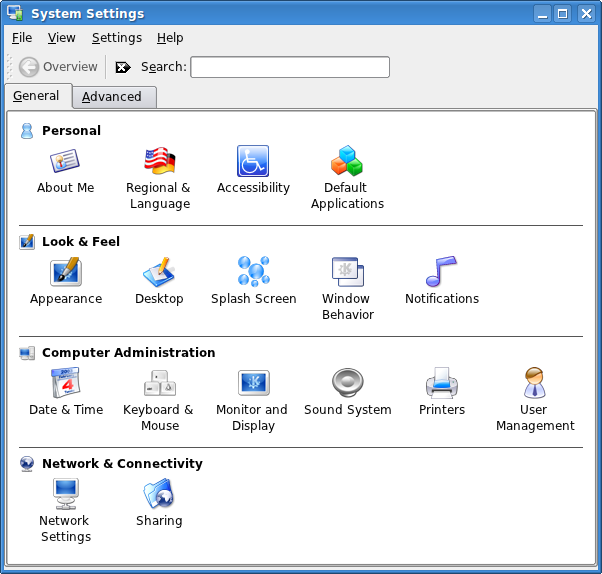 System Settings
File View Settings Help
Overview Search:
General Advanced
Personal
About Me Regional & Accessibility Default
Language Applications
Look & Feel
Appearance Desktop Splash Screen Window Notifications
Behavior
Computer Administration
Date & Time Keyboard & Monitor and Sound System Printers User
Mouse Display Management
Network & Connectivity
Network Sharing
Settings